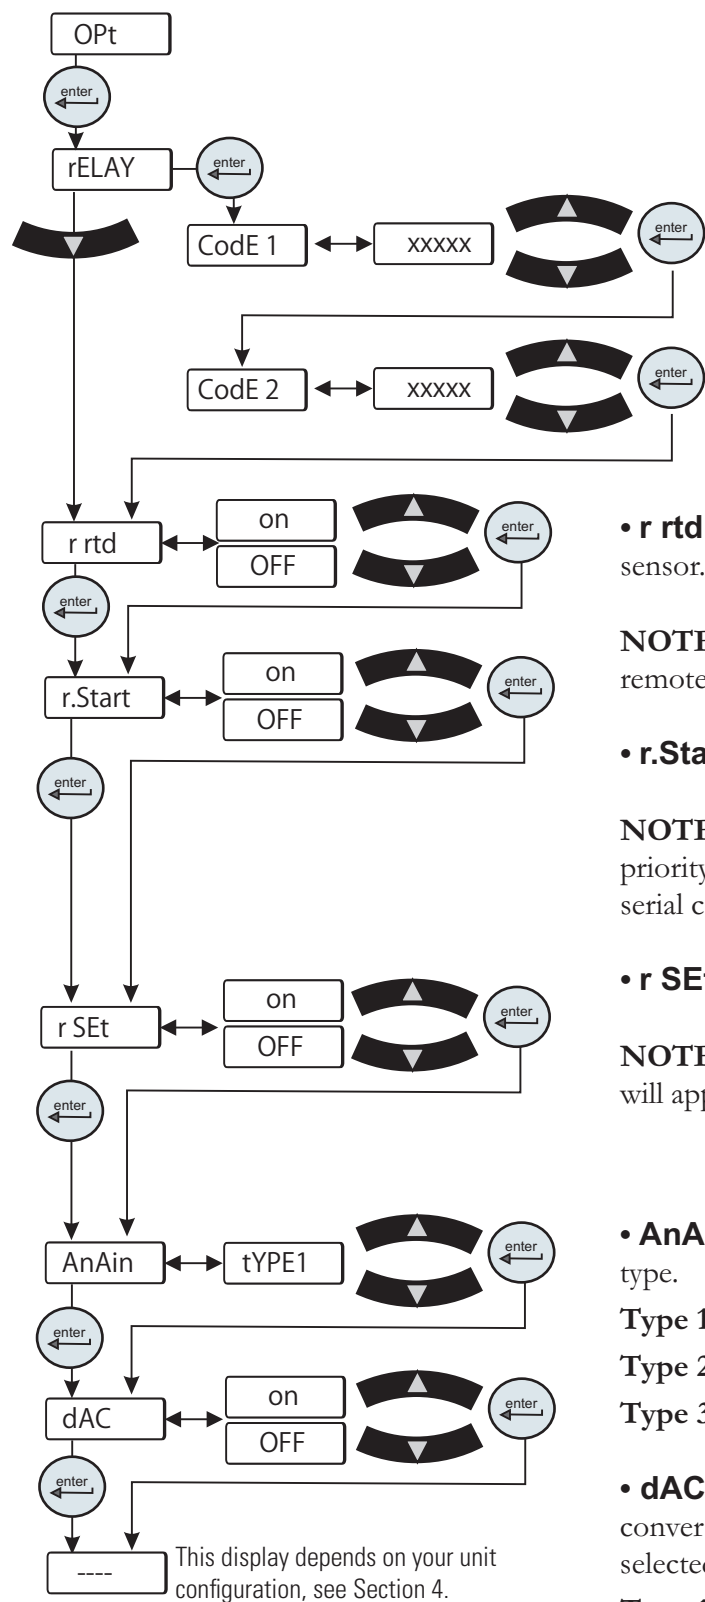 OPt
enter
rELAY
enter
CodE 1
xxxxx
enter
CodE 2
xxxxx
enter
r rtd
on
OFF
enter
enter
r.Start
on
OFF
enter
enter
r SEt
on
OFF
enter
enter
AnAin
tYPE1
enter
enter
dAC
on
OFF
enter
enter
----
This display depends on your unit
configuration, see Section 4.
• r rtd
sensor.
NOTE
remote
• r.Sta
NOTE
priority
serial c
• r SEt
NOTE
will app
• AnA
type.
Type 1
Type 2
Type 3
• dAC
conver
selected